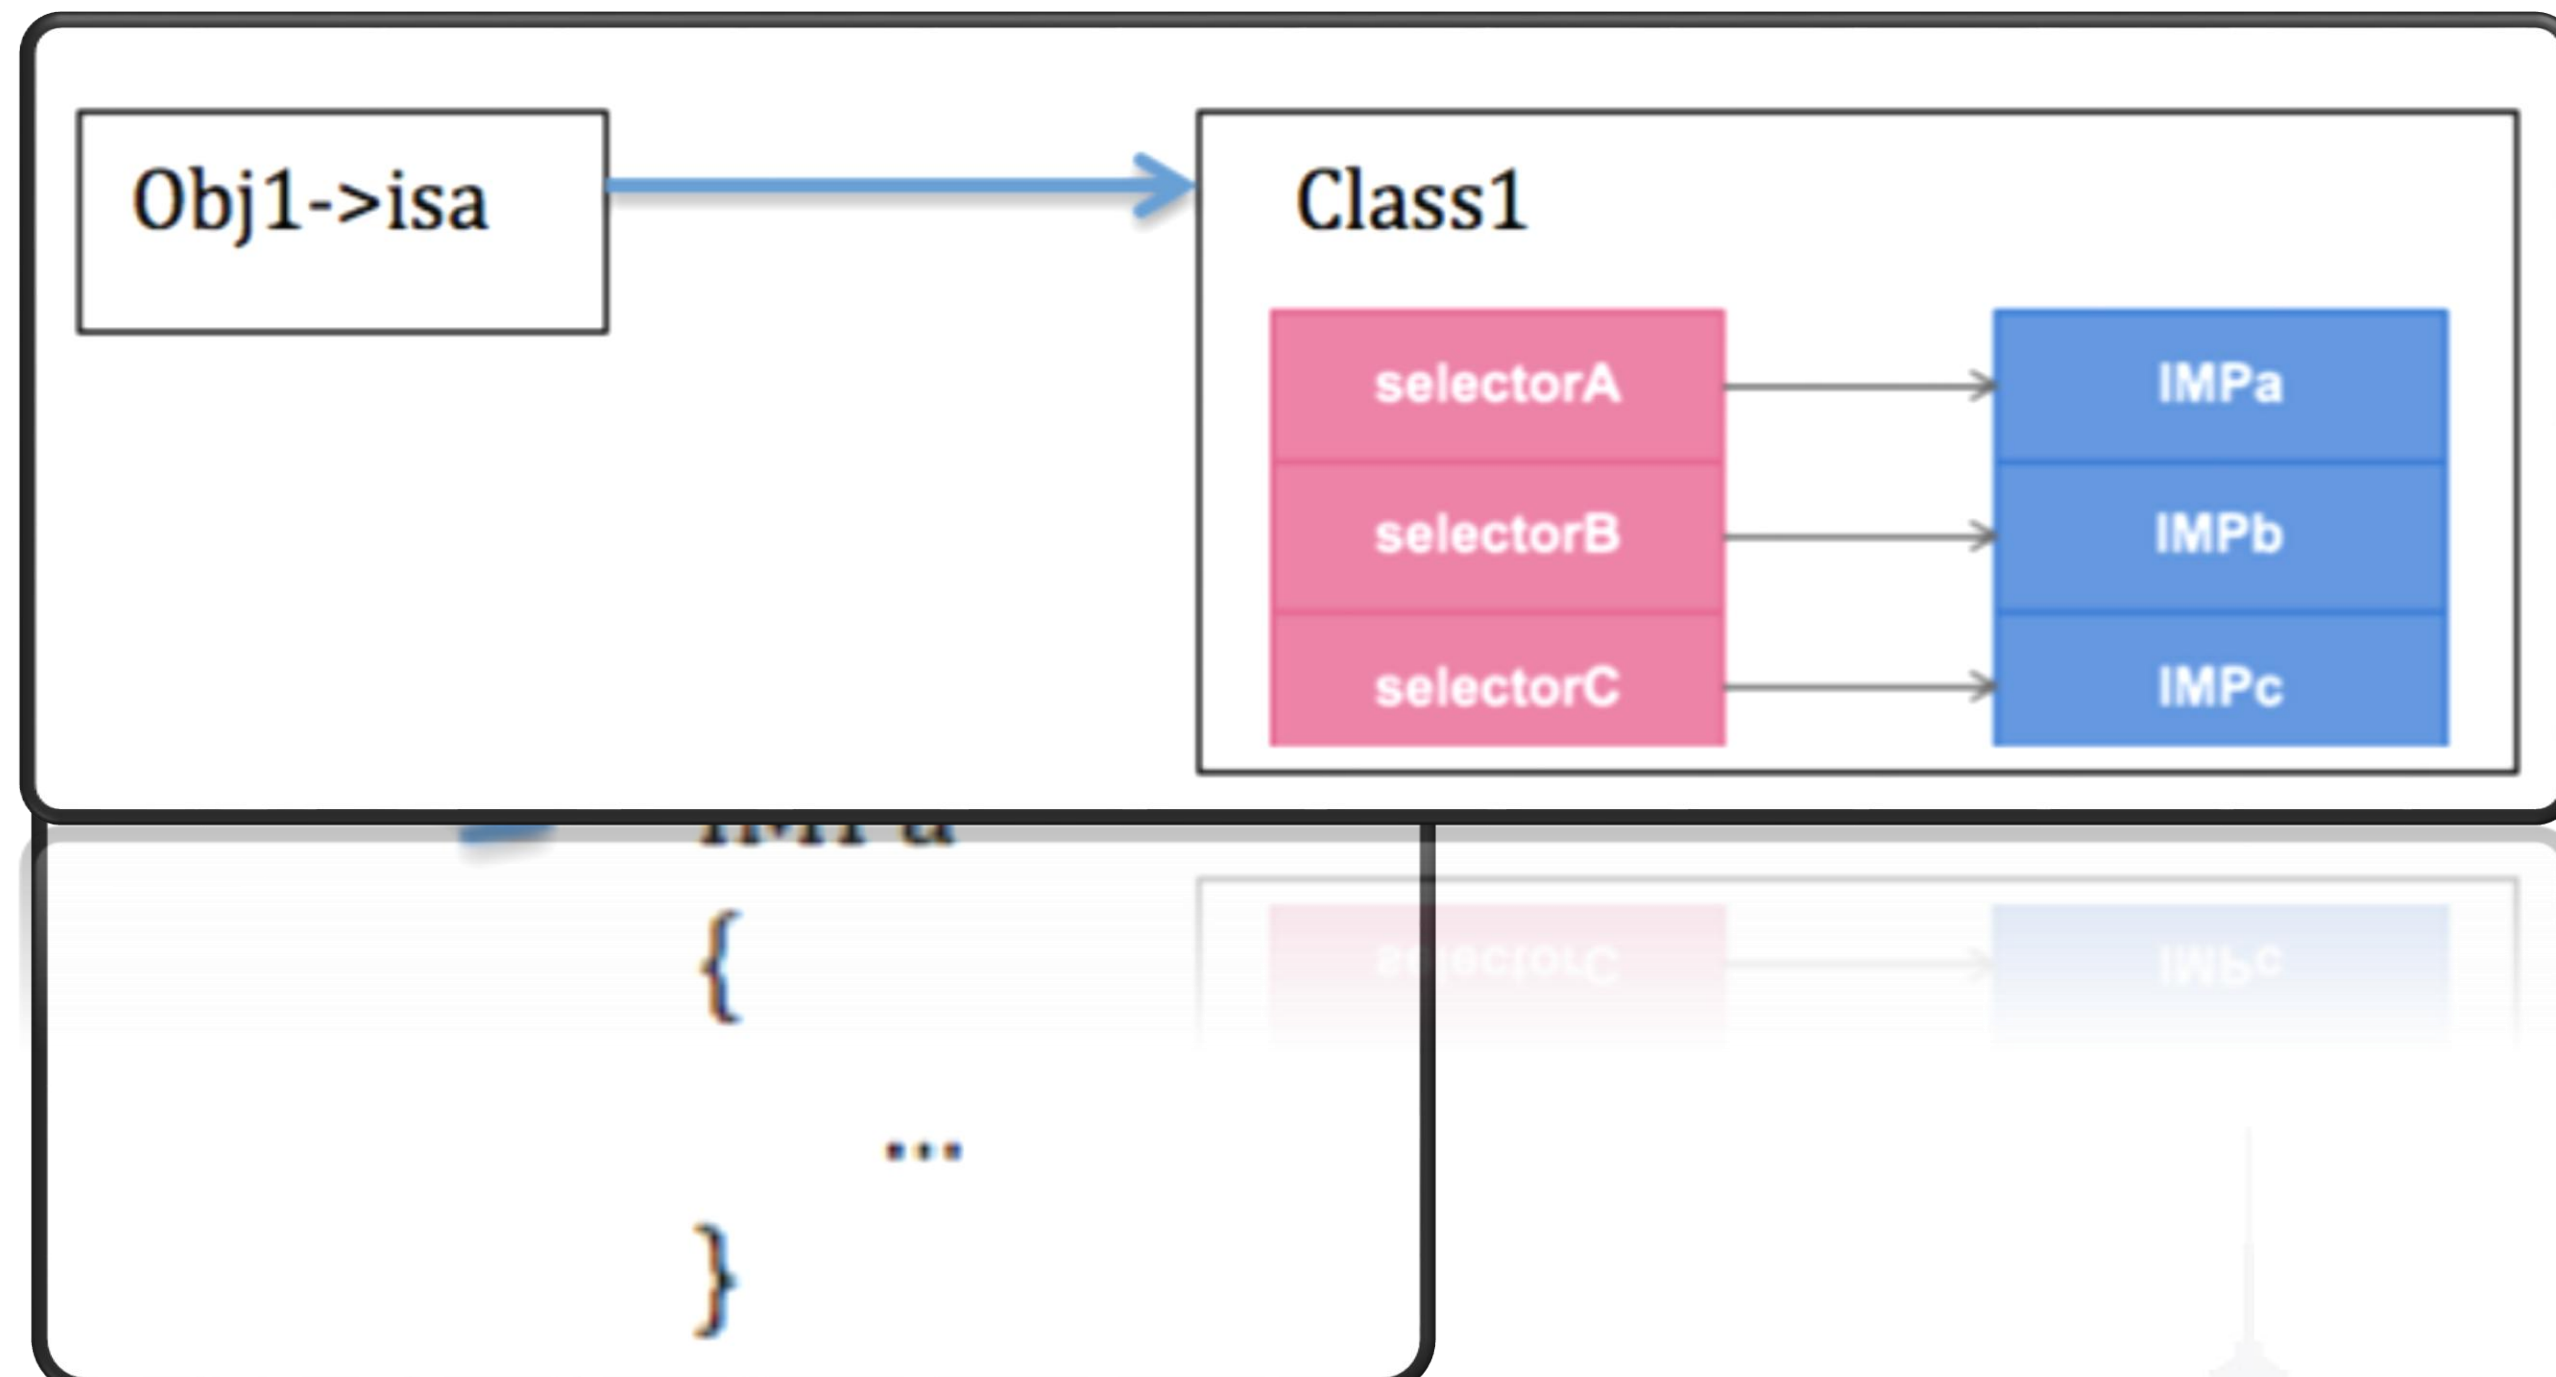 Obj1->isa
Class1
selectorA IMPa
selectorB IMPb
selectorC IMPc
{
...
}